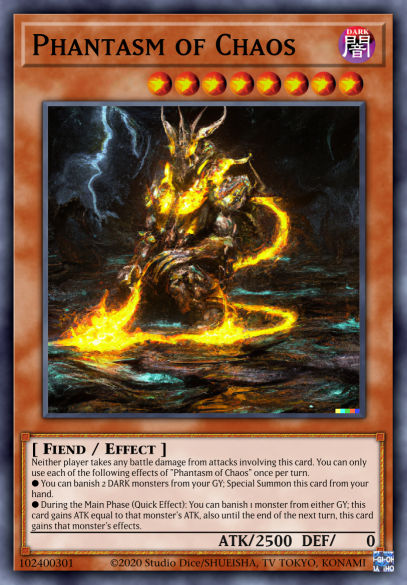 PHANTASM OF CHAOS
DARK
闇
[ FIEND / EFFECT ]
Neither player takes any battle damage from attacks involving this card. You can only
use each of the following effects of "Phantasm of Chaos" once per turn.
● You can banish 2 DARK monsters from your GY; Special Summon this card from your
hand.
● During the Main Phase (Quick Effect): You can banish 1 monster from either GY; this
card gains ATK equal to that monster's ATK, also until the end of the next turn, this card
gains that monster's effects.
ATK/2500 DEF/ 0
102400301 ©2020 Studio Dice/SHUEISHA, TV TOKYO, KONAMI